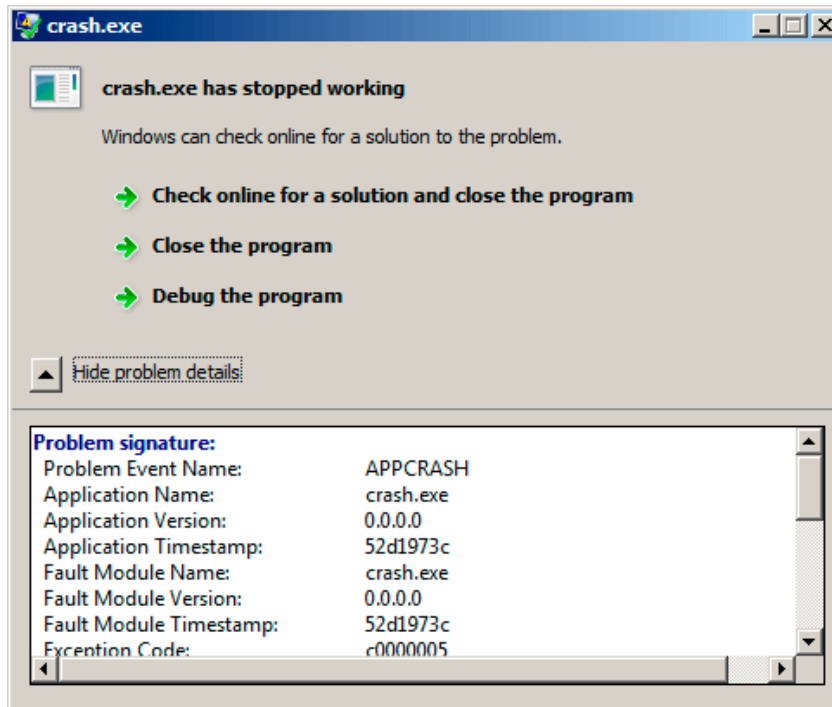 crash.exe
crash.exe has stopped working
Windows can check online for a solution to the problem.
Check online for a solution and close the program
Close the program
Debug the program
Hide problem details
Problem signature:
Problem Event Name: APPCRASH
Application Name: crash.exe
Application Version: 0.0.0.0
Application Timestamp: 52d1973c
Fault Module Name: crash.exe
Fault Module Version: 0.0.0.0
Fault Module Timestamp: 52d1973c
Exception Code: c0000005